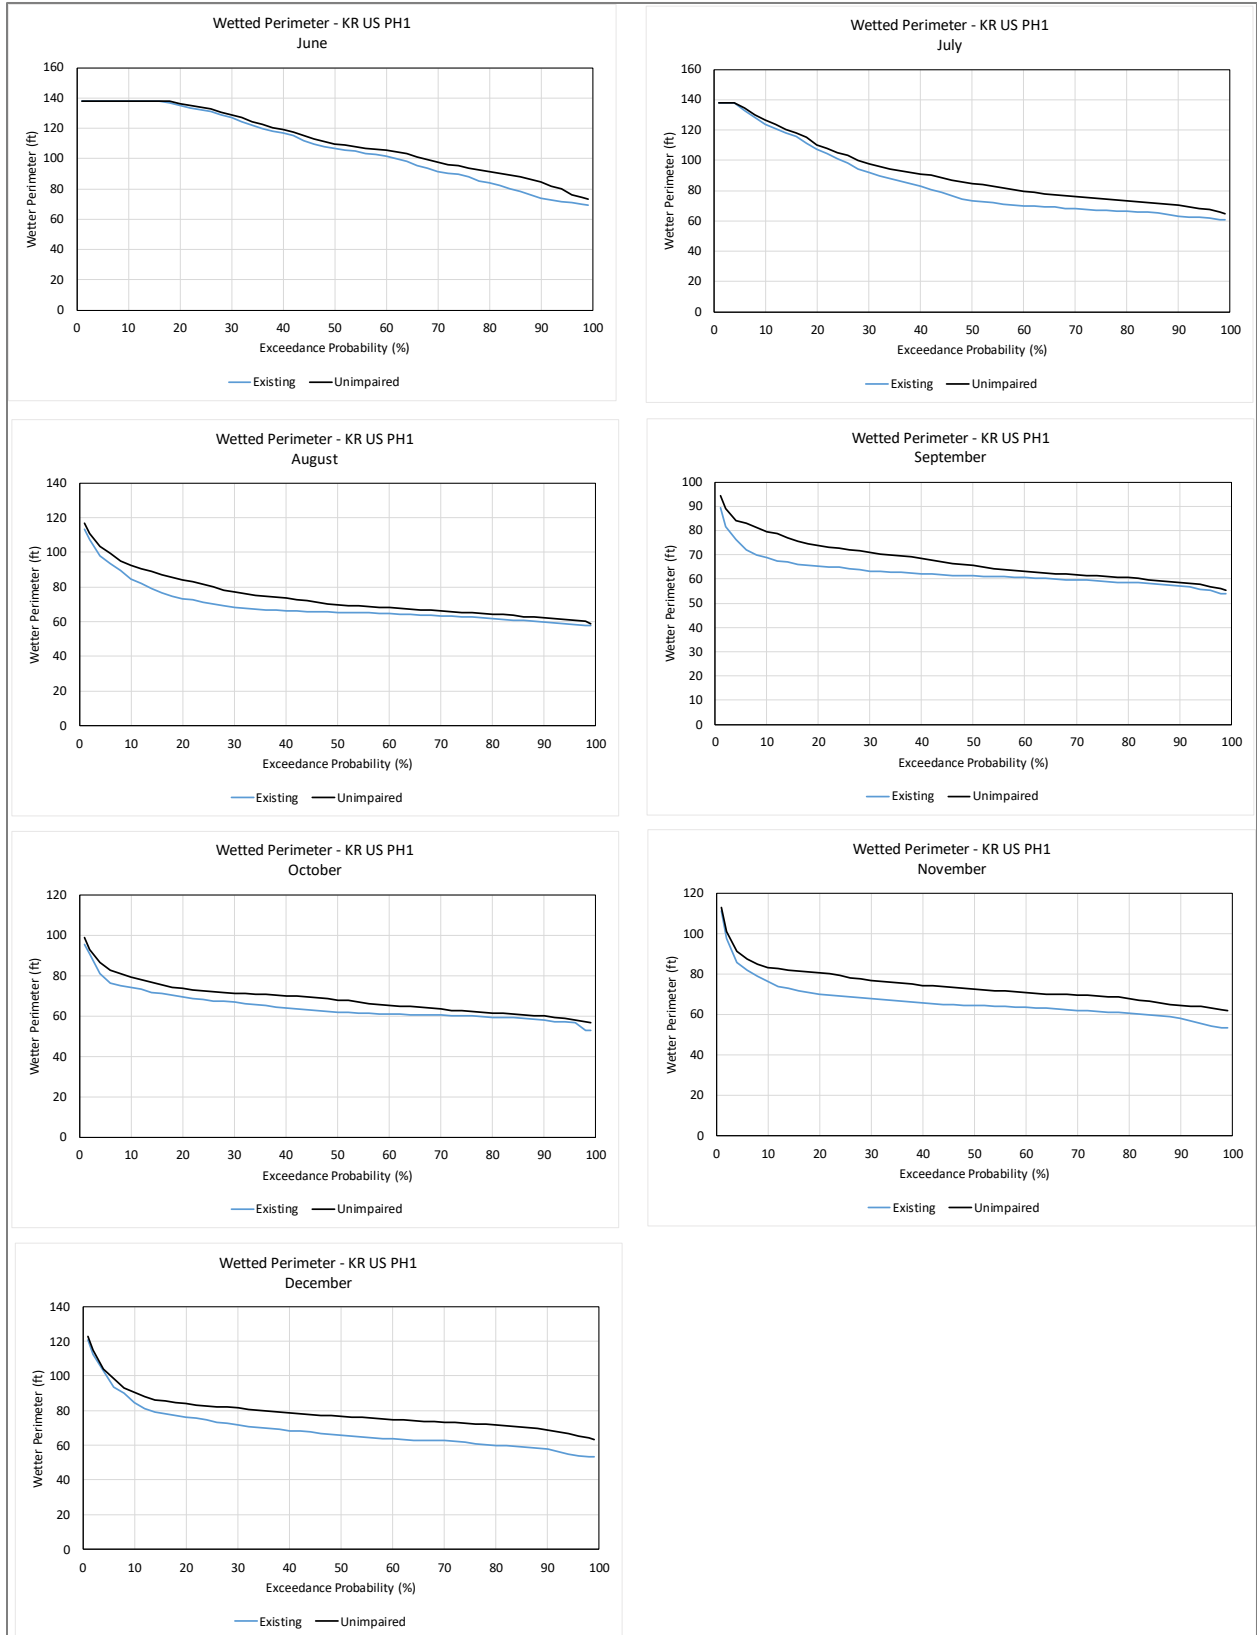 Wetted Perimeter - KR US PH1
June
Wetter Perimeter (ft)
160
140
120
100
80
60
40
20
0
0 10 20 30 40 50 60 70 80 90 100
Exceedance Probability (%)
Existing Unimpaired
Wetted Perimeter - KR US PH1
July
Wetter Perimeter (ft)
160
140
120
100
80
60
40
20
0
0 10 20 30 40 50 60 70 80 90 100
Exceedance Probability (%)
Existing Unimpaired
Wetted Perimeter - KR US PH1
August
Wetter Perimeter (ft)
140
120
100
80
60
40
20
0
0 10 20 30 40 50 60 70 80 90 100
Exceedance Probability (%)
Existing Unimpaired
Wetted Perimeter - KR US PH1
September
Wetter Perimeter (ft)
100
90
80
70
60
50
40
30
20
10
0
0 10 20 30 40 50 60 70 80 90 100
Exceedance Probability (%)
Existing Unimpaired
Wetted Perimeter - KR US PH1
October
Wetter Perimeter (ft)
120
100
80
60
40
20
0
0 10 20 30 40 50 60 70 80 90 100
Exceedance Probability (%)
Existing Unimpaired
Wetted Perimeter - KR US PH1
November
Wetter Perimeter (ft)
120
100
80
60
40
20
0
0 10 20 30 40 50 60 70 80 90 100
Exceedance Probability (%)
Existing Unimpaired
Wetted Perimeter - KR US PH1
December
Wetter Perimeter (ft)
140
120
100
80
60
40
20
0
0 10 20 30 40 50 60 70 80 90 100
Exceedance Probability (%)
Existing Unimpaired